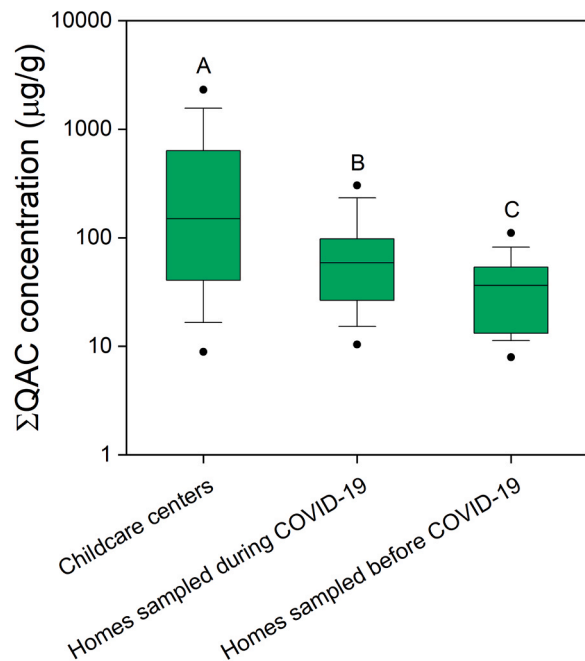 ΣQAC concentration (μg/g)
10000
1000
100
10
1
A
B
C
Childcare centers
Homes sampled during COVID-19
Homes sampled before COVID-19